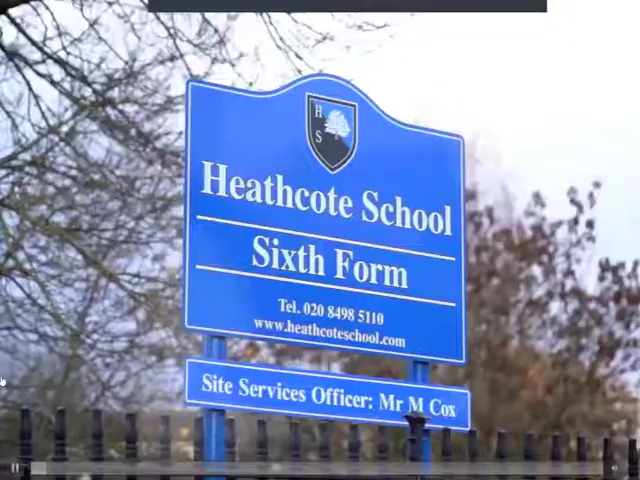 H
S
Heathcote School
Sixth Form
Tel. 020 8498 5110
www.heathcoteschool.com
Site Services Officer: Mr M Cox